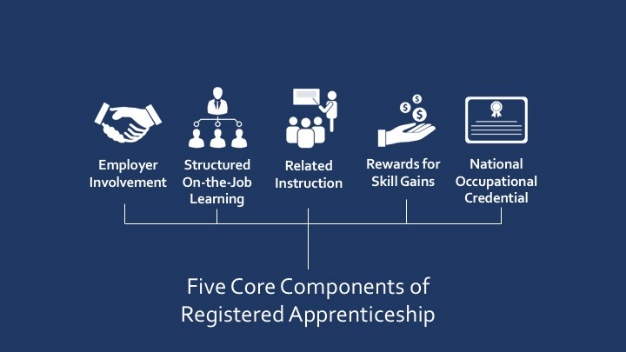 Employer
Involvement
Structured
On-the-Job
Learning
Related
Instruction
Rewards for
Skill Gains
National
Occupational
Credential
Five Core Components of
Registered Apprenticeship